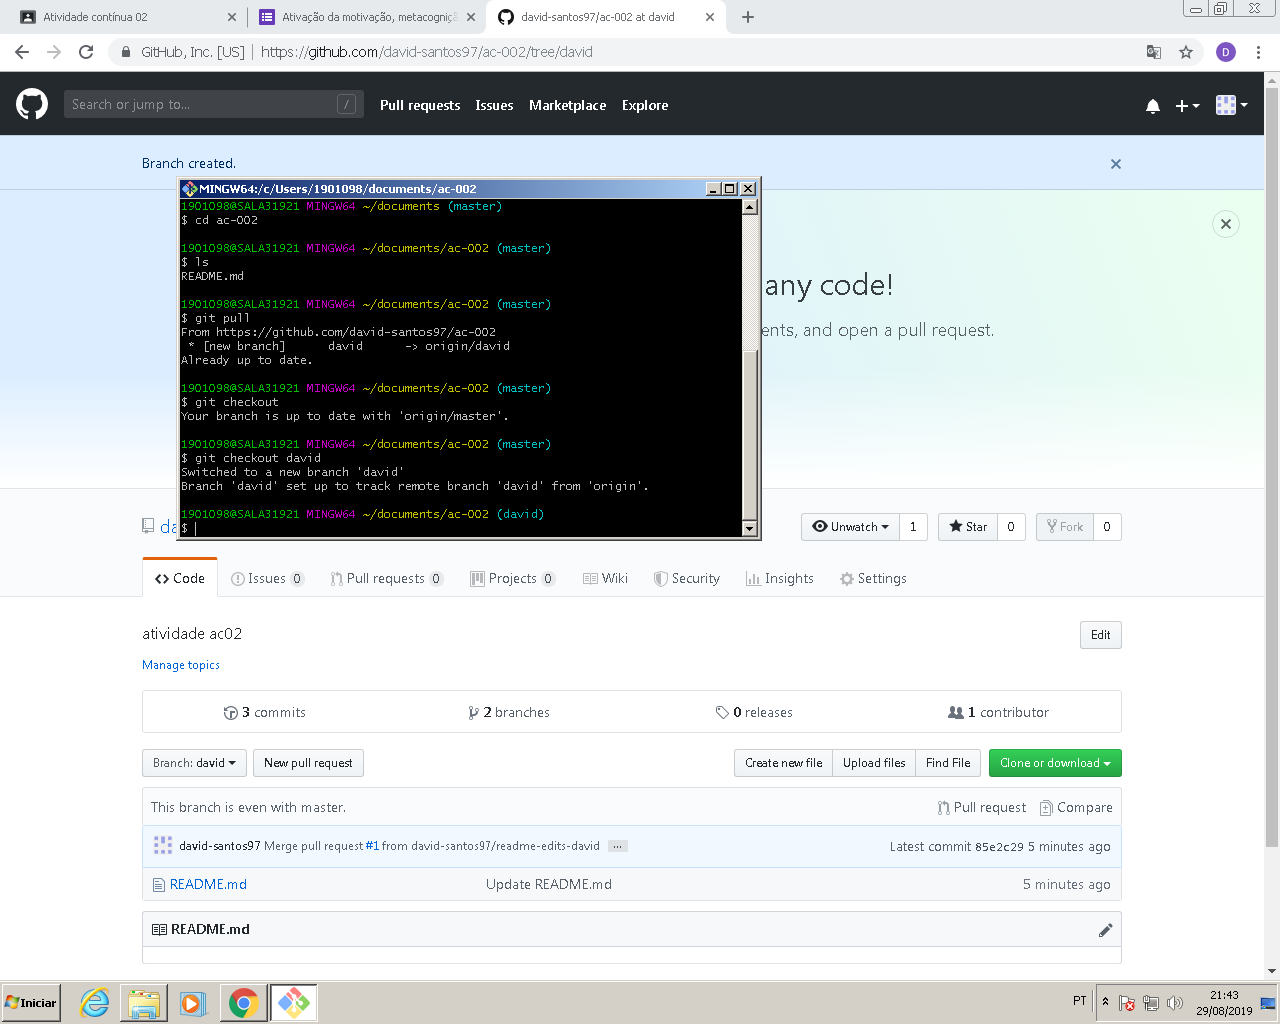 Atividade contínua 02
Ativação da motivação, metacogniçã
david-santos97/ac-002 at david
GitHub, Inc. [US] | https://github.com/david-santos97/ac-002/tree/david
D
Search or jump to... /
Pull requests Issues Marketplace Explore
Branch created.
MINGW64:/c/Users/1901098/documents/ac-002
1901098@SALA31921 MINGW64 ~/documents (master)
$ cd ac-002
1901098@SALA31921 MINGW64 ~/documents/ac-002 (master)
$ ls
README.md
1901098@SALA31921 MINGW64 ~/documents/ac-002 (master)
$ git pull
From https://github.com/david-santos97/ac-002
* [new branch] david -> origin/david
Already up to date.
1901098@SALA31921 MINGW64 ~/documents/ac-002 (master)
$ git checkout
Your branch is up to date with 'origin/master'.
1901098@SALA31921 MINGW64 ~/documents/ac-002 (master)
$ git checkout david
Switched to a new branch 'david'
Branch 'david' set up to track remote branch 'david' from 'origin'.
1901098@SALA31921 MINGW64 ~/documents/ac-002 (david)
$
any code!
ents, and open a pull request.
da
Unwatch 1 Star 0 Fork 0
Code Issues 0 Pull requests 0 Projects 0 Wiki Security Insights Settings
atividade ac02
Edit
Manage topics
3 commits 2 branches 0 releases 1 contributor
Branch: david New pull request Create new file Upload files Find File Clone or download
This branch is even with master. Pull request Compare
david-santos97 Merge pull request #1 from david-santos97/readme-edits-david ... Latest commit 85e2c29 5 minutes ago
README.md Update README.md 5 minutes ago
README.md
Iniciar
PT
21:43
29/08/2019